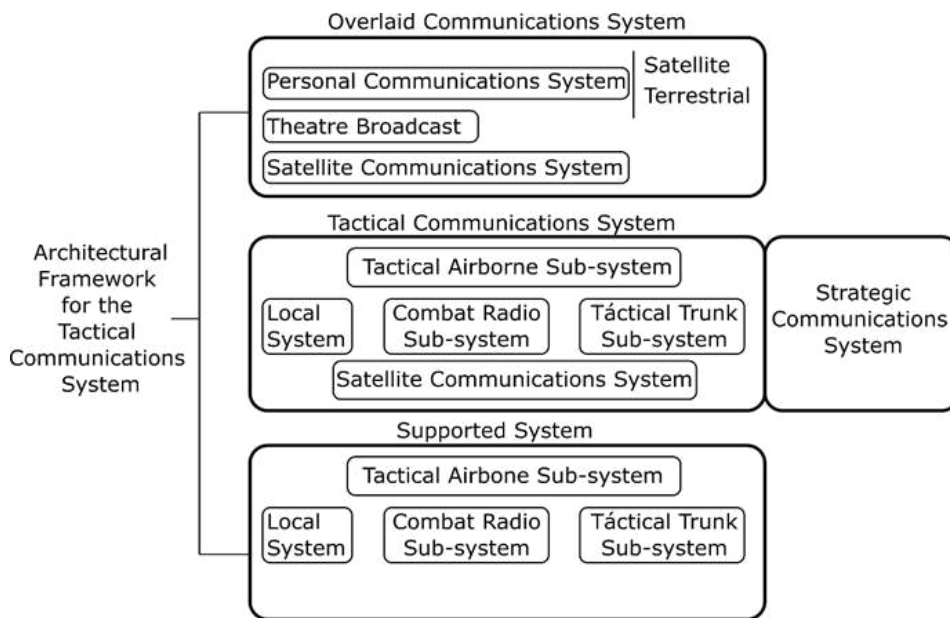 Overlaid Communications System
Personal Communications System
Satellite
Terrestrial
Theatre Broadcast
Satellite Communications System
Architectural
Framework
for the
Tactical
Communications
System
Tactical Communications System
Tactical Airborne Sub-system
Local
System
Combat Radio
Sub-system
Táctical Trunk
Sub-system
Satellite Communications System
Strategic
Communications
System
Supported System
Tactical Airbone Sub-system
Local
System
Combat Radio
Sub-system
Táctical Trunk
Sub-system